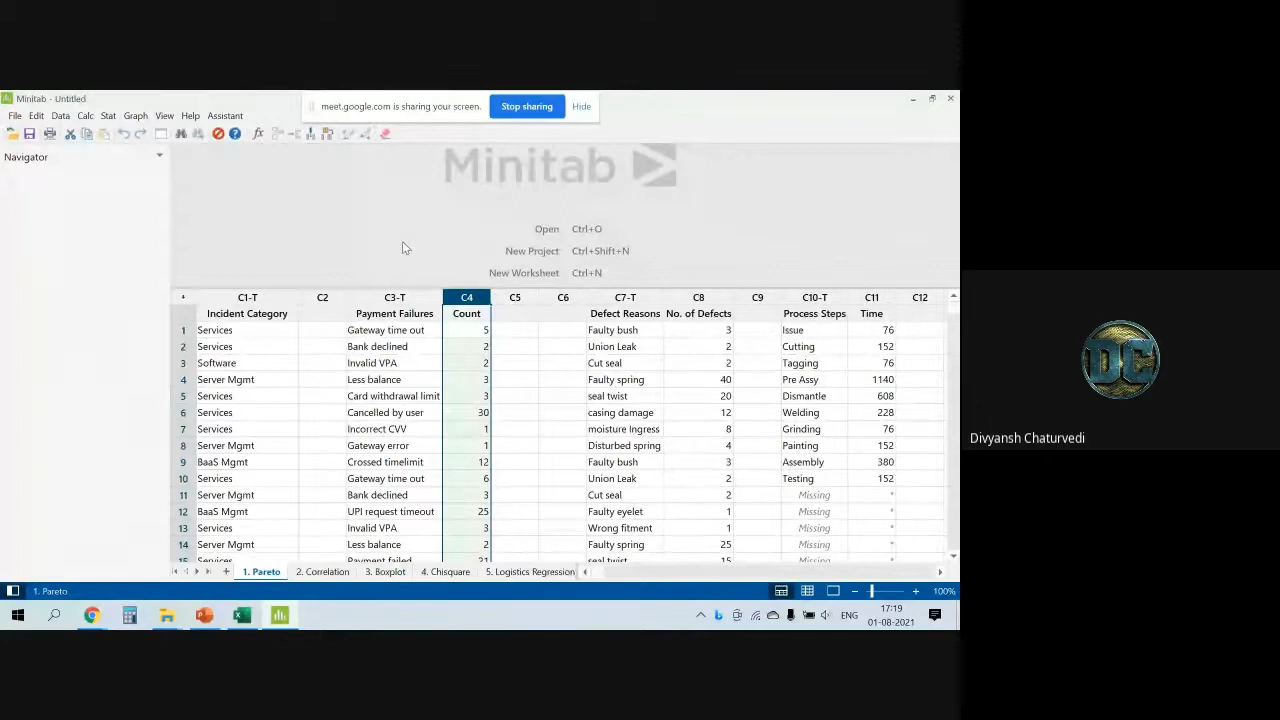 Minitab - Untitled
meet.google.com is sharing your screen. Stop sharing Hide
File Edit Data Calc Stat Graph View Help Assistant
Navigator
Minitab
Open Ctrl+O
New Project Ctrl+Shift+N
New Worksheet Ctrl+N
C1-T C2 C3-T C4 C5 C6 C7-T C8 C9 C10-T C11 C12
Incident Category Payment Failures Count Defect Reasons No. of Defects Process Steps Time
1 Services Gateway time out 5 Faulty bush 3 Issue 76
2 Services Bank declined 2 Union Leak 2 Cutting 152
3 Software Invalid VPA 2 Cut seal 2 Tagging 76
4 Server Mgmt Less balance 3 Faulty spring 40 Pre Assy 1140
5 Services Card withdrawal limit 3 seal twist 20 Dismantle 608
6 Services Cancelled by user 30 casing damage 12 Welding 228
7 Services Incorrect CVV 1 moisture Ingress 8 Grinding 76
8 Server Mgmt Gateway error 1 Disturbed spring 4 Painting 152
9 BaaS Mgmt Crossed timelimit 12 Faulty bush 3 Assembly 380
10 Services Gateway time out 6 Union Leak 2 Testing 152
11 Server Mgmt Bank declined 3 Cut seal 2 Missing *
12 BaaS Mgmt UPI request timeout 25 Faulty eyelet 1 Missing *
13 Services Invalid VPA 3 Wrong fitment 1 Missing *
14 Server Mgmt Less balance 2 Faulty spring 25 Missing *
15 Services Payment failed 21 seal twist 15 Missing *
1. Pareto 2. Correlation 3. Boxplot 4. Chisquare 5. Logistics Regression
1. Pareto 100%
ENG 17:19
01-08-2021
DC
Divyansh Chaturvedi